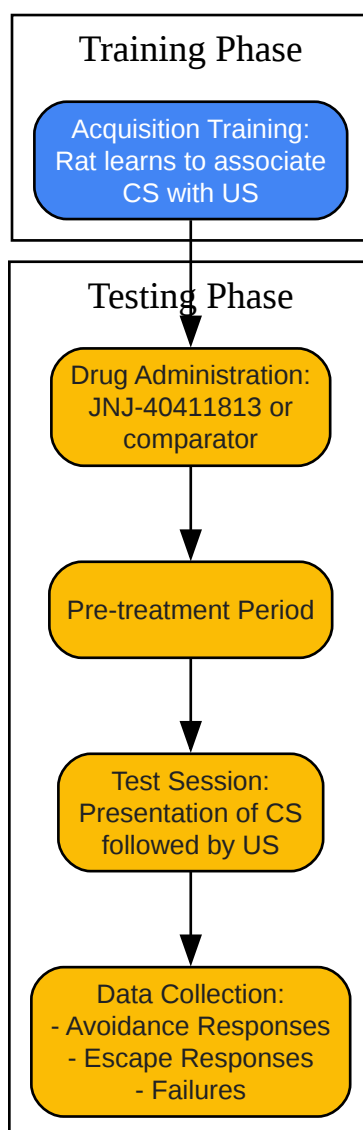 Training Phase
Acquisition Training:
Rat learns to associate
CS with US
Testing Phase
Drug Administration:
JNJ-40411813 or
comparator
Pre-treatment Period
Test Session:
Presentation of CS
followed by US
Data Collection:
- Avoidance Responses
- Escape Responses
- Failures